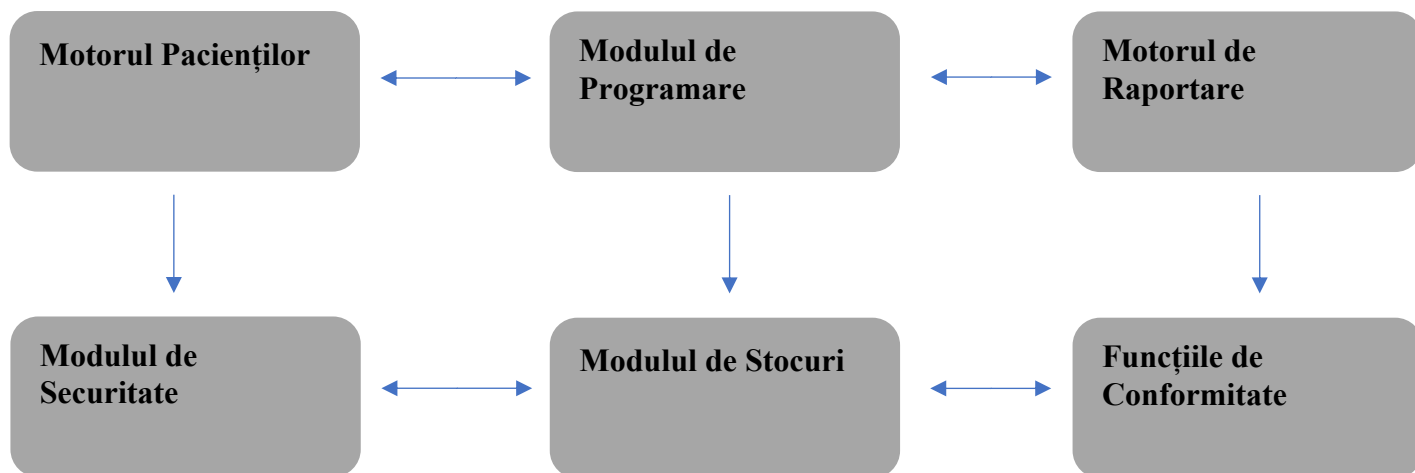 Motorul Pacienților
Modulul de
Programare
Motorul de
Raportare
Modulul de
Securitate
Modulul de Stocuri
Funcțiile de
Conformitate